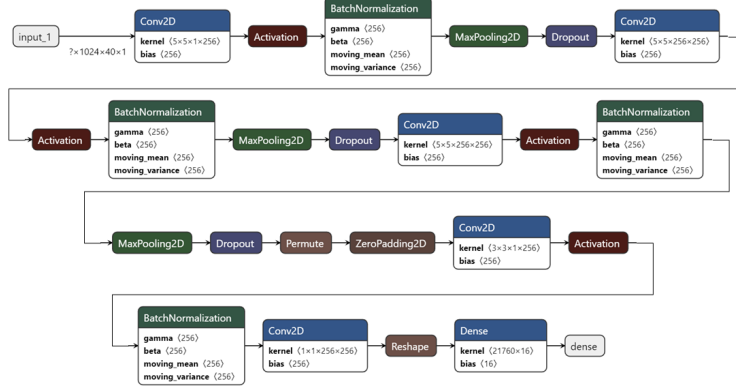 input_1
?×1024×40×1
Conv2D
kernel ⟨5×5×1×256⟩
bias ⟨256⟩
Activation
BatchNormalization
gamma ⟨256⟩
beta ⟨256⟩
moving_mean ⟨256⟩
moving_variance ⟨256⟩
MaxPooling2D
Dropout
Conv2D
kernel ⟨5×5×256×256⟩
bias ⟨256⟩
Activation
BatchNormalization
gamma ⟨256⟩
beta ⟨256⟩
moving_mean ⟨256⟩
moving_variance ⟨256⟩
MaxPooling2D
Dropout
Conv2D
kernel ⟨5×5×256×256⟩
bias ⟨256⟩
Activation
BatchNormalization
gamma ⟨256⟩
beta ⟨256⟩
moving_mean ⟨256⟩
moving_variance ⟨256⟩
MaxPooling2D
Dropout
Permute
ZeroPadding2D
Conv2D
kernel ⟨3×3×1×256⟩
bias ⟨256⟩
Activation
BatchNormalization
gamma ⟨256⟩
beta ⟨256⟩
moving_mean ⟨256⟩
moving_variance ⟨256⟩
Conv2D
kernel ⟨1×1×256×256⟩
bias ⟨256⟩
Reshape
Dense
kernel ⟨21760×16⟩
bias ⟨16⟩
dense